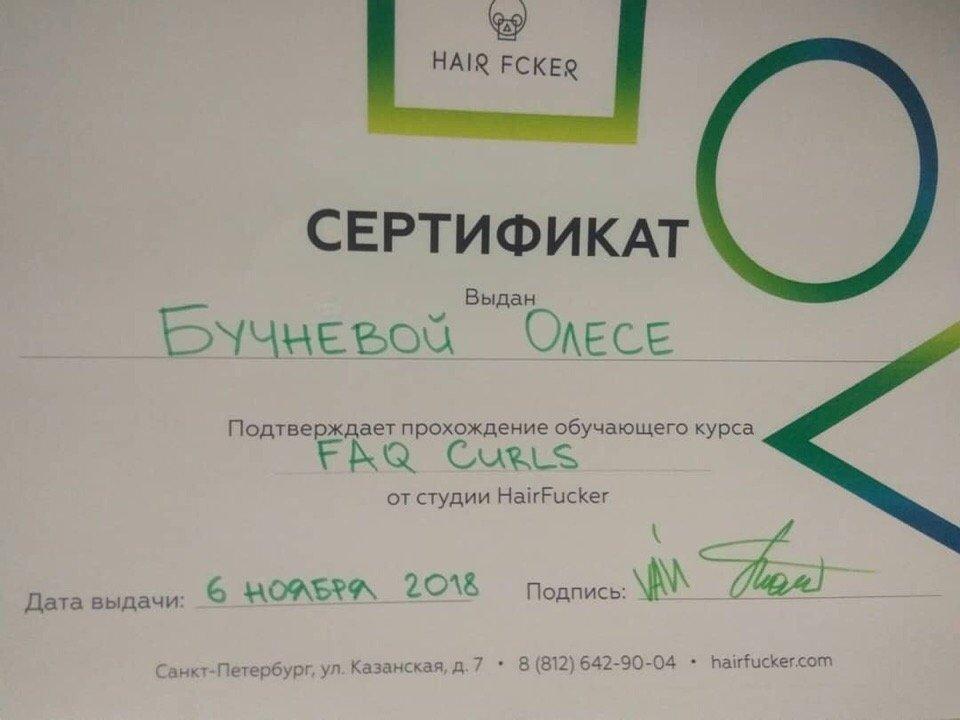 HAIR FCKER
СЕРТИФИКАТ
Выдан
Бучневой Олесе
Подтверждает прохождение обучающего курса
FAQ CURLS
от студии HairFucker
Дата выдачи: 6 ноября 2018 Подпись:
Санкт-Петербург, ул. Казанская, д. 7 • 8 (812) 642-90-04 • hairfucker.com